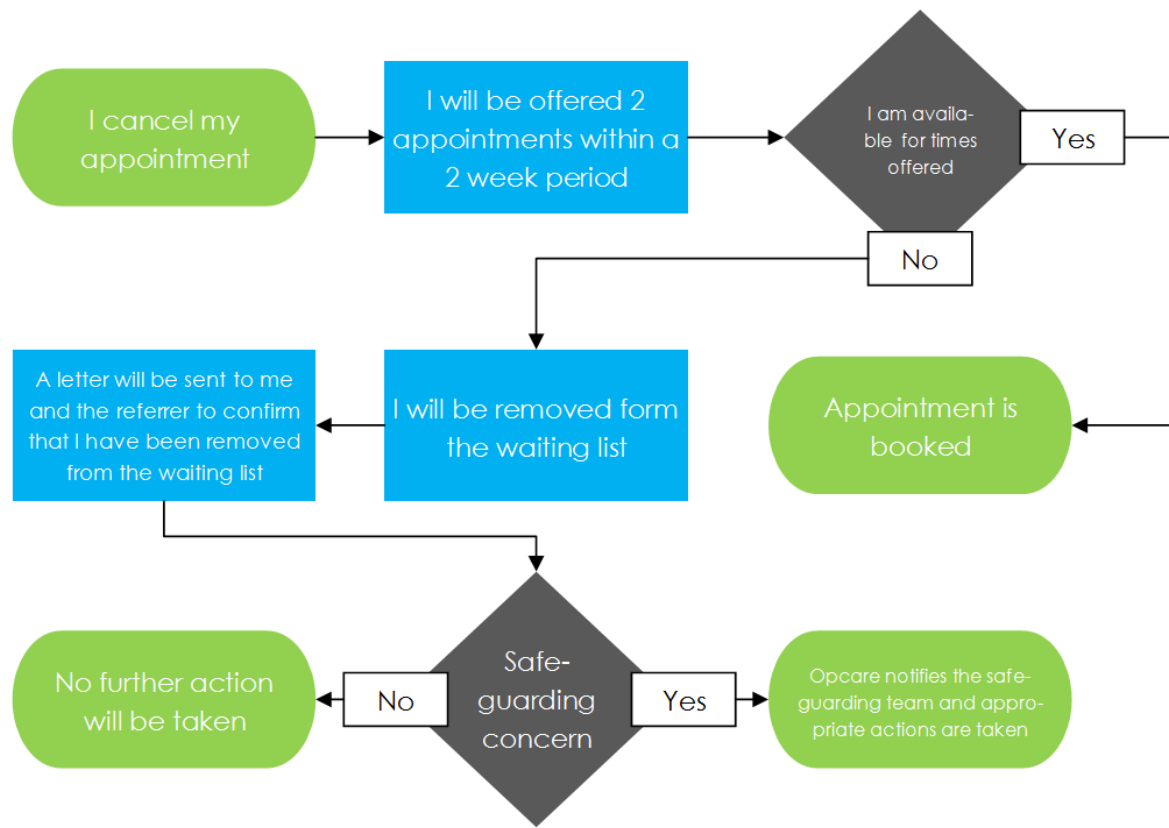 I cancel my
appointment
I will be offered 2
appointments within a
2 week period
I am availa-
ble for times
offered
Yes
No
A letter will be sent to me
and the referrer to confirm
that I have been removed
from the waiting list
I will be removed form
the waiting list
Appointment is
booked
No further action
will be taken
No
Safe-
guarding
concern
Yes
Opcare notifies the safe-
guarding team and appro-
priate actions are taken